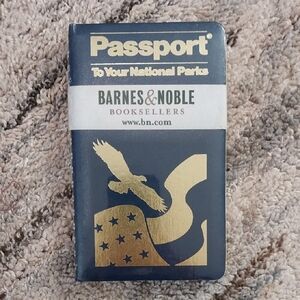 Passport®
To Your National Parks
BARNES&NOBLE
BOOKSELLERS
www.bn.com